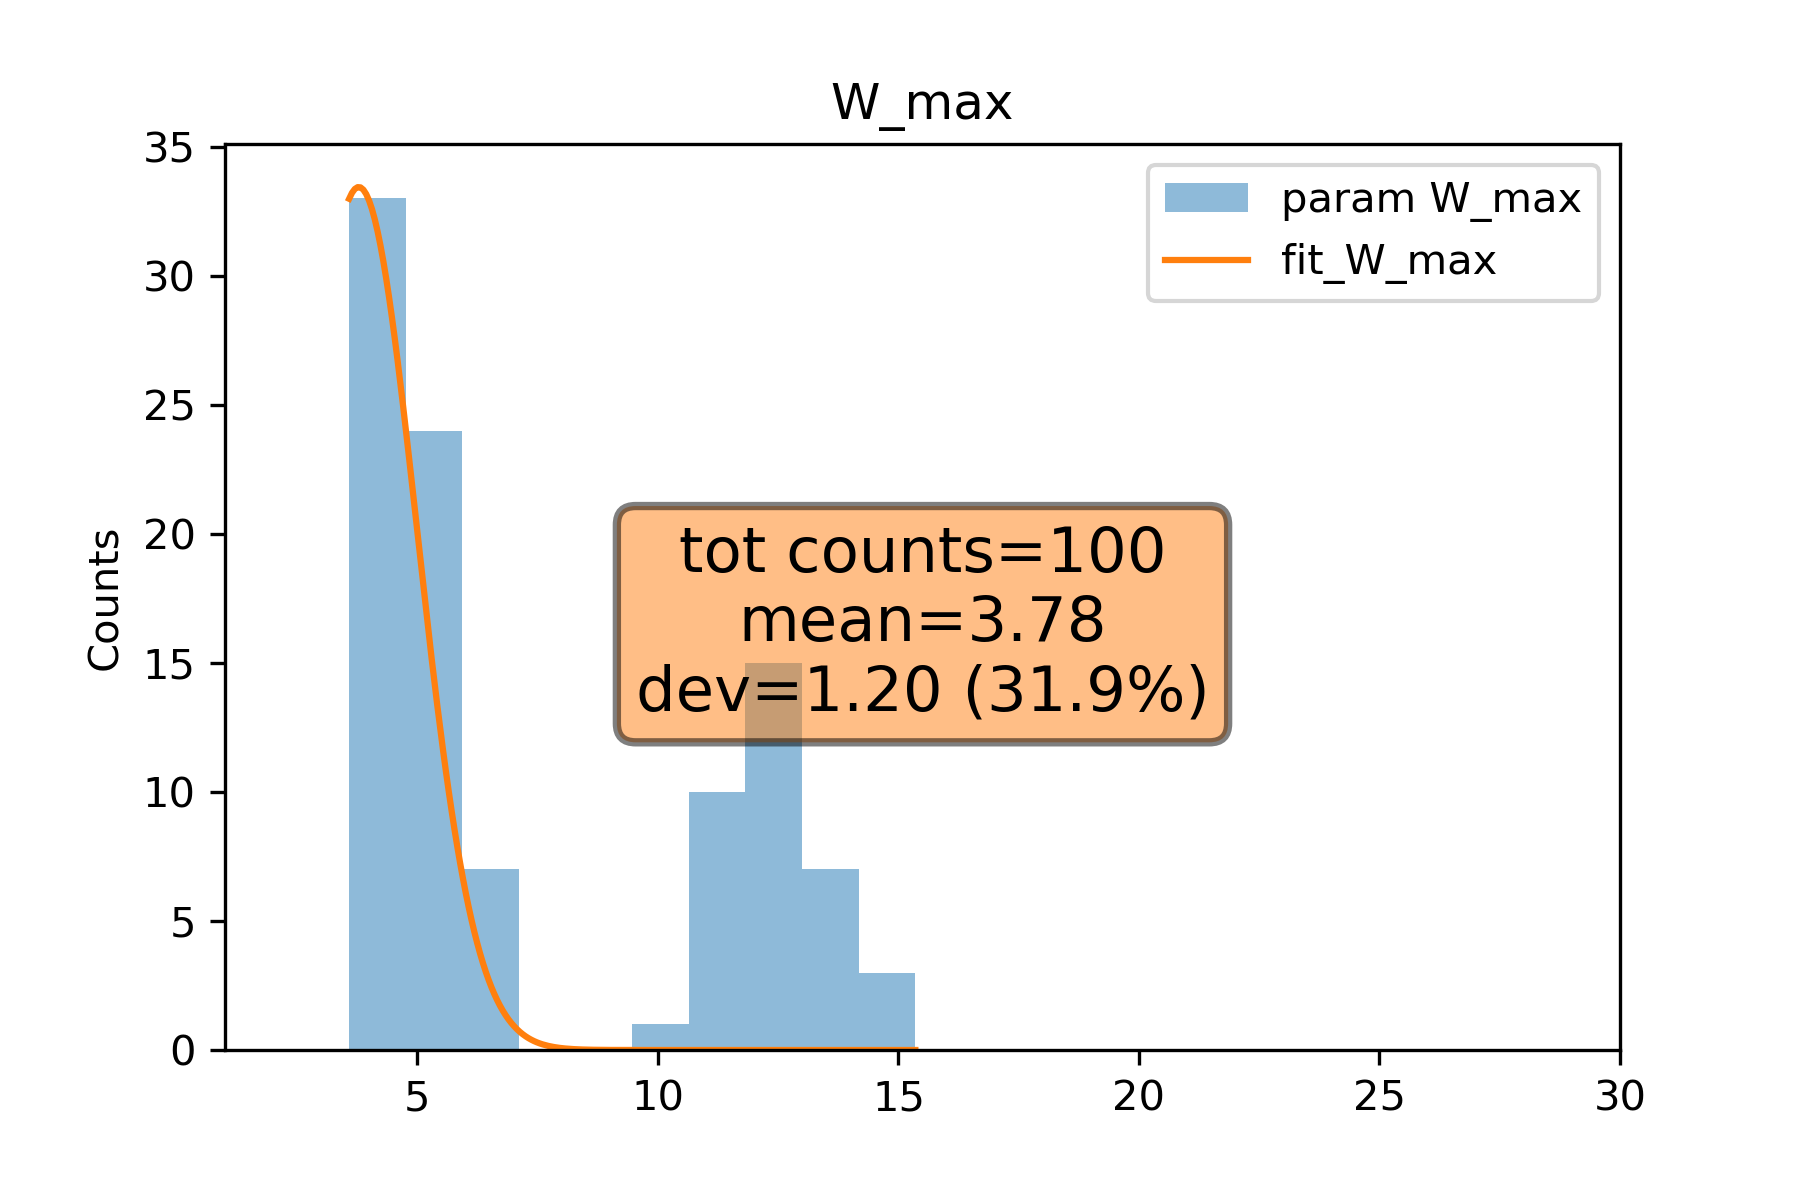 W_max
35
30
25
20
15
10
5
0
Counts
param W_max
fit_W_max
tot counts=100
mean=3.78
dev=1.20 (31.9%)
5 10 15 20 25 30